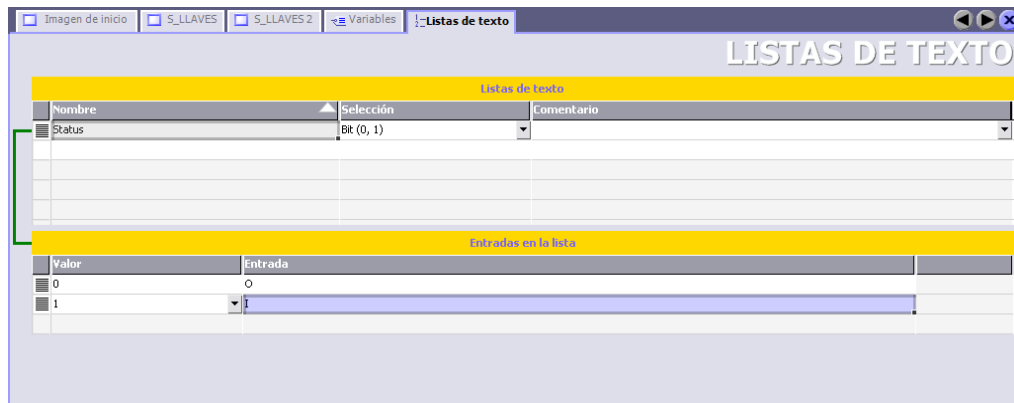 Imagen de inicio S_LLAVES S_LLAVES 2 Variables Listas de texto
LISTAS DE TEXTO
Listas de texto
Nombre Selección Comentario
Status Bit (0, 1)
Entradas en la lista
Valor Entrada
0 O
1 I